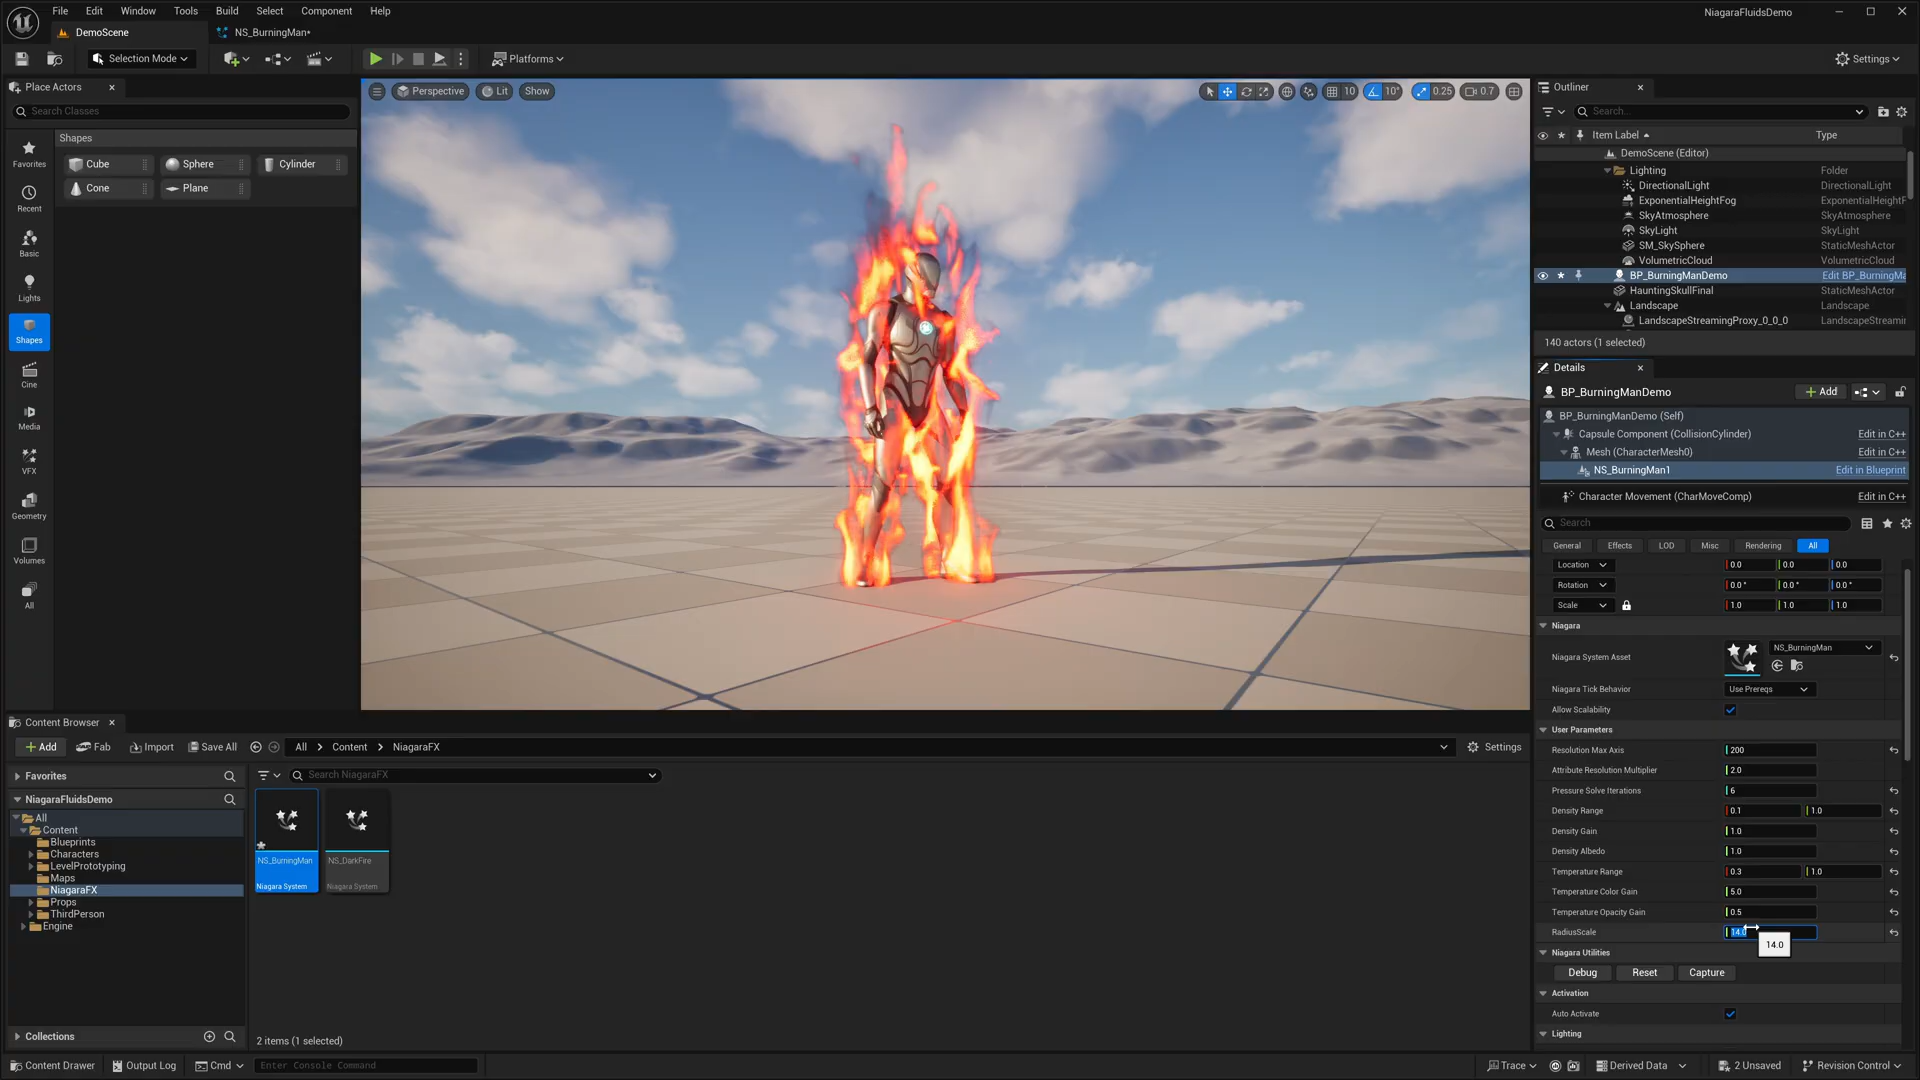 File Edit Window Tools Build Select Actor Component Help
NiagaraFluidsDemo
DemoScene
NS_BurningMan*
Selection Mode
Platforms
Settings
Place Actors
Search Classes
Favorites
Recent
Basic
Lights
Shapes
Cine
Media
VFX
Geometry
Volumes
All
Shapes
Cube
Sphere
Cylinder
Cone
Plane
Perspective
Lit
Show
10
10°
0.25
0.7
Outliner
Search...
Item Label
Type
DemoScene (Editor)
Lighting Folder
DirectionalLight DirectionalLight
ExponentialHeightFog ExponentialHeightF
SkyAtmosphere SkyAtmosphere
SkyLight SkyLight
SM_SkySphere StaticMeshActor
VolumetricCloud VolumetricCloud
BP_BurningManDemo Edit BP_BurningMa
HauntingSkullFinal StaticMeshActor
Landscape Landscape
LandscapeStreamingProxy_0_0_0 LandscapeStreamin
140 actors (1 selected)
Details
BP_BurningManDemo
+ Add
BP_BurningManDemo (Self)
Capsule Component (CollisionCylinder) Edit in C++
Mesh (CharacterMesh0) Edit in C++
NS_BurningMan1 Edit in Blueprint
Character Movement (CharMoveComp) Edit in C++
Search
General Effects LOD Misc Rendering All
Location 0.0 0.0 0.0
Rotation 0.0 ° 0.0 ° 0.0 °
Scale 1.0 1.0 1.0
Niagara
Niagara System Asset NS_BurningMan
Niagara Tick Behavior Use Prereqs
Allow Scalability
User Parameters
Resolution Max Axis 200
Attribute Resolution Multiplier 2.0
Pressure Solve Iterations 6
Density Range 0.1 1.0
Density Gain 1.0
Density Albedo 1.0
Temperature Range 0.3 1.0
Temperature Color Gain 5.0
Temperature Opacity Gain 0.5
RadiusScale 14.0
14.0
Niagara Utilities
Debug Reset Capture
Activation
Auto Activate
Lighting
Content Browser
+ Add Fab Import Save All All Content NiagaraFX Settings
Favorites
NiagaraFluidsDemo
All
Content
Blueprints
Characters
LevelPrototyping
Maps
NiagaraFX
Props
ThirdPerson
Engine
Collections
Search NiagaraFX
NS_BurningMan
Niagara System
NS_DarkFire
Niagara System
2 items (1 selected)
Content Drawer Output Log Cmd Enter Console Command Trace Derived Data 2 Unsaved Revision Control